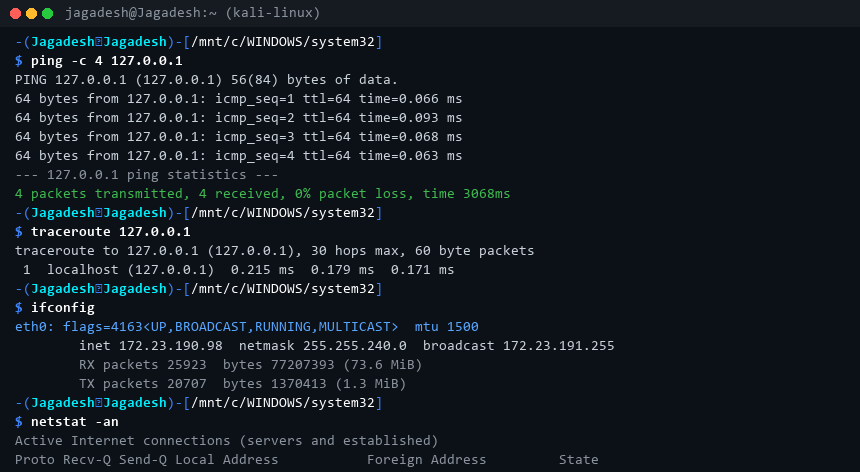 jagadesh@Jagadesh:~ (kali-linux)
-(Jagadesh⍰Jagadesh)-[/mnt/c/WINDOWS/system32]
$ ping -c 4 127.0.0.1
PING 127.0.0.1 (127.0.0.1) 56(84) bytes of data.
64 bytes from 127.0.0.1: icmp_seq=1 ttl=64 time=0.066 ms
64 bytes from 127.0.0.1: icmp_seq=2 ttl=64 time=0.093 ms
64 bytes from 127.0.0.1: icmp_seq=3 ttl=64 time=0.068 ms
64 bytes from 127.0.0.1: icmp_seq=4 ttl=64 time=0.063 ms
--- 127.0.0.1 ping statistics ---
4 packets transmitted, 4 received, 0% packet loss, time 3068ms
-(Jagadesh⍰Jagadesh)-[/mnt/c/WINDOWS/system32]
$ traceroute 127.0.0.1
traceroute to 127.0.0.1 (127.0.0.1), 30 hops max, 60 byte packets
 1  localhost (127.0.0.1)  0.215 ms  0.179 ms  0.171 ms
-(Jagadesh⍰Jagadesh)-[/mnt/c/WINDOWS/system32]
$ ifconfig
eth0: flags=4163<UP,BROADCAST,RUNNING,MULTICAST>  mtu 1500
        inet 172.23.190.98  netmask 255.255.240.0  broadcast 172.23.191.255
        RX packets 25923  bytes 77207393 (73.6 MiB)
        TX packets 20707  bytes 1370413 (1.3 MiB)
-(Jagadesh⍰Jagadesh)-[/mnt/c/WINDOWS/system32]
$ netstat -an
Active Internet connections (servers and established)
Proto Recv-Q Send-Q Local Address           Foreign Address         State